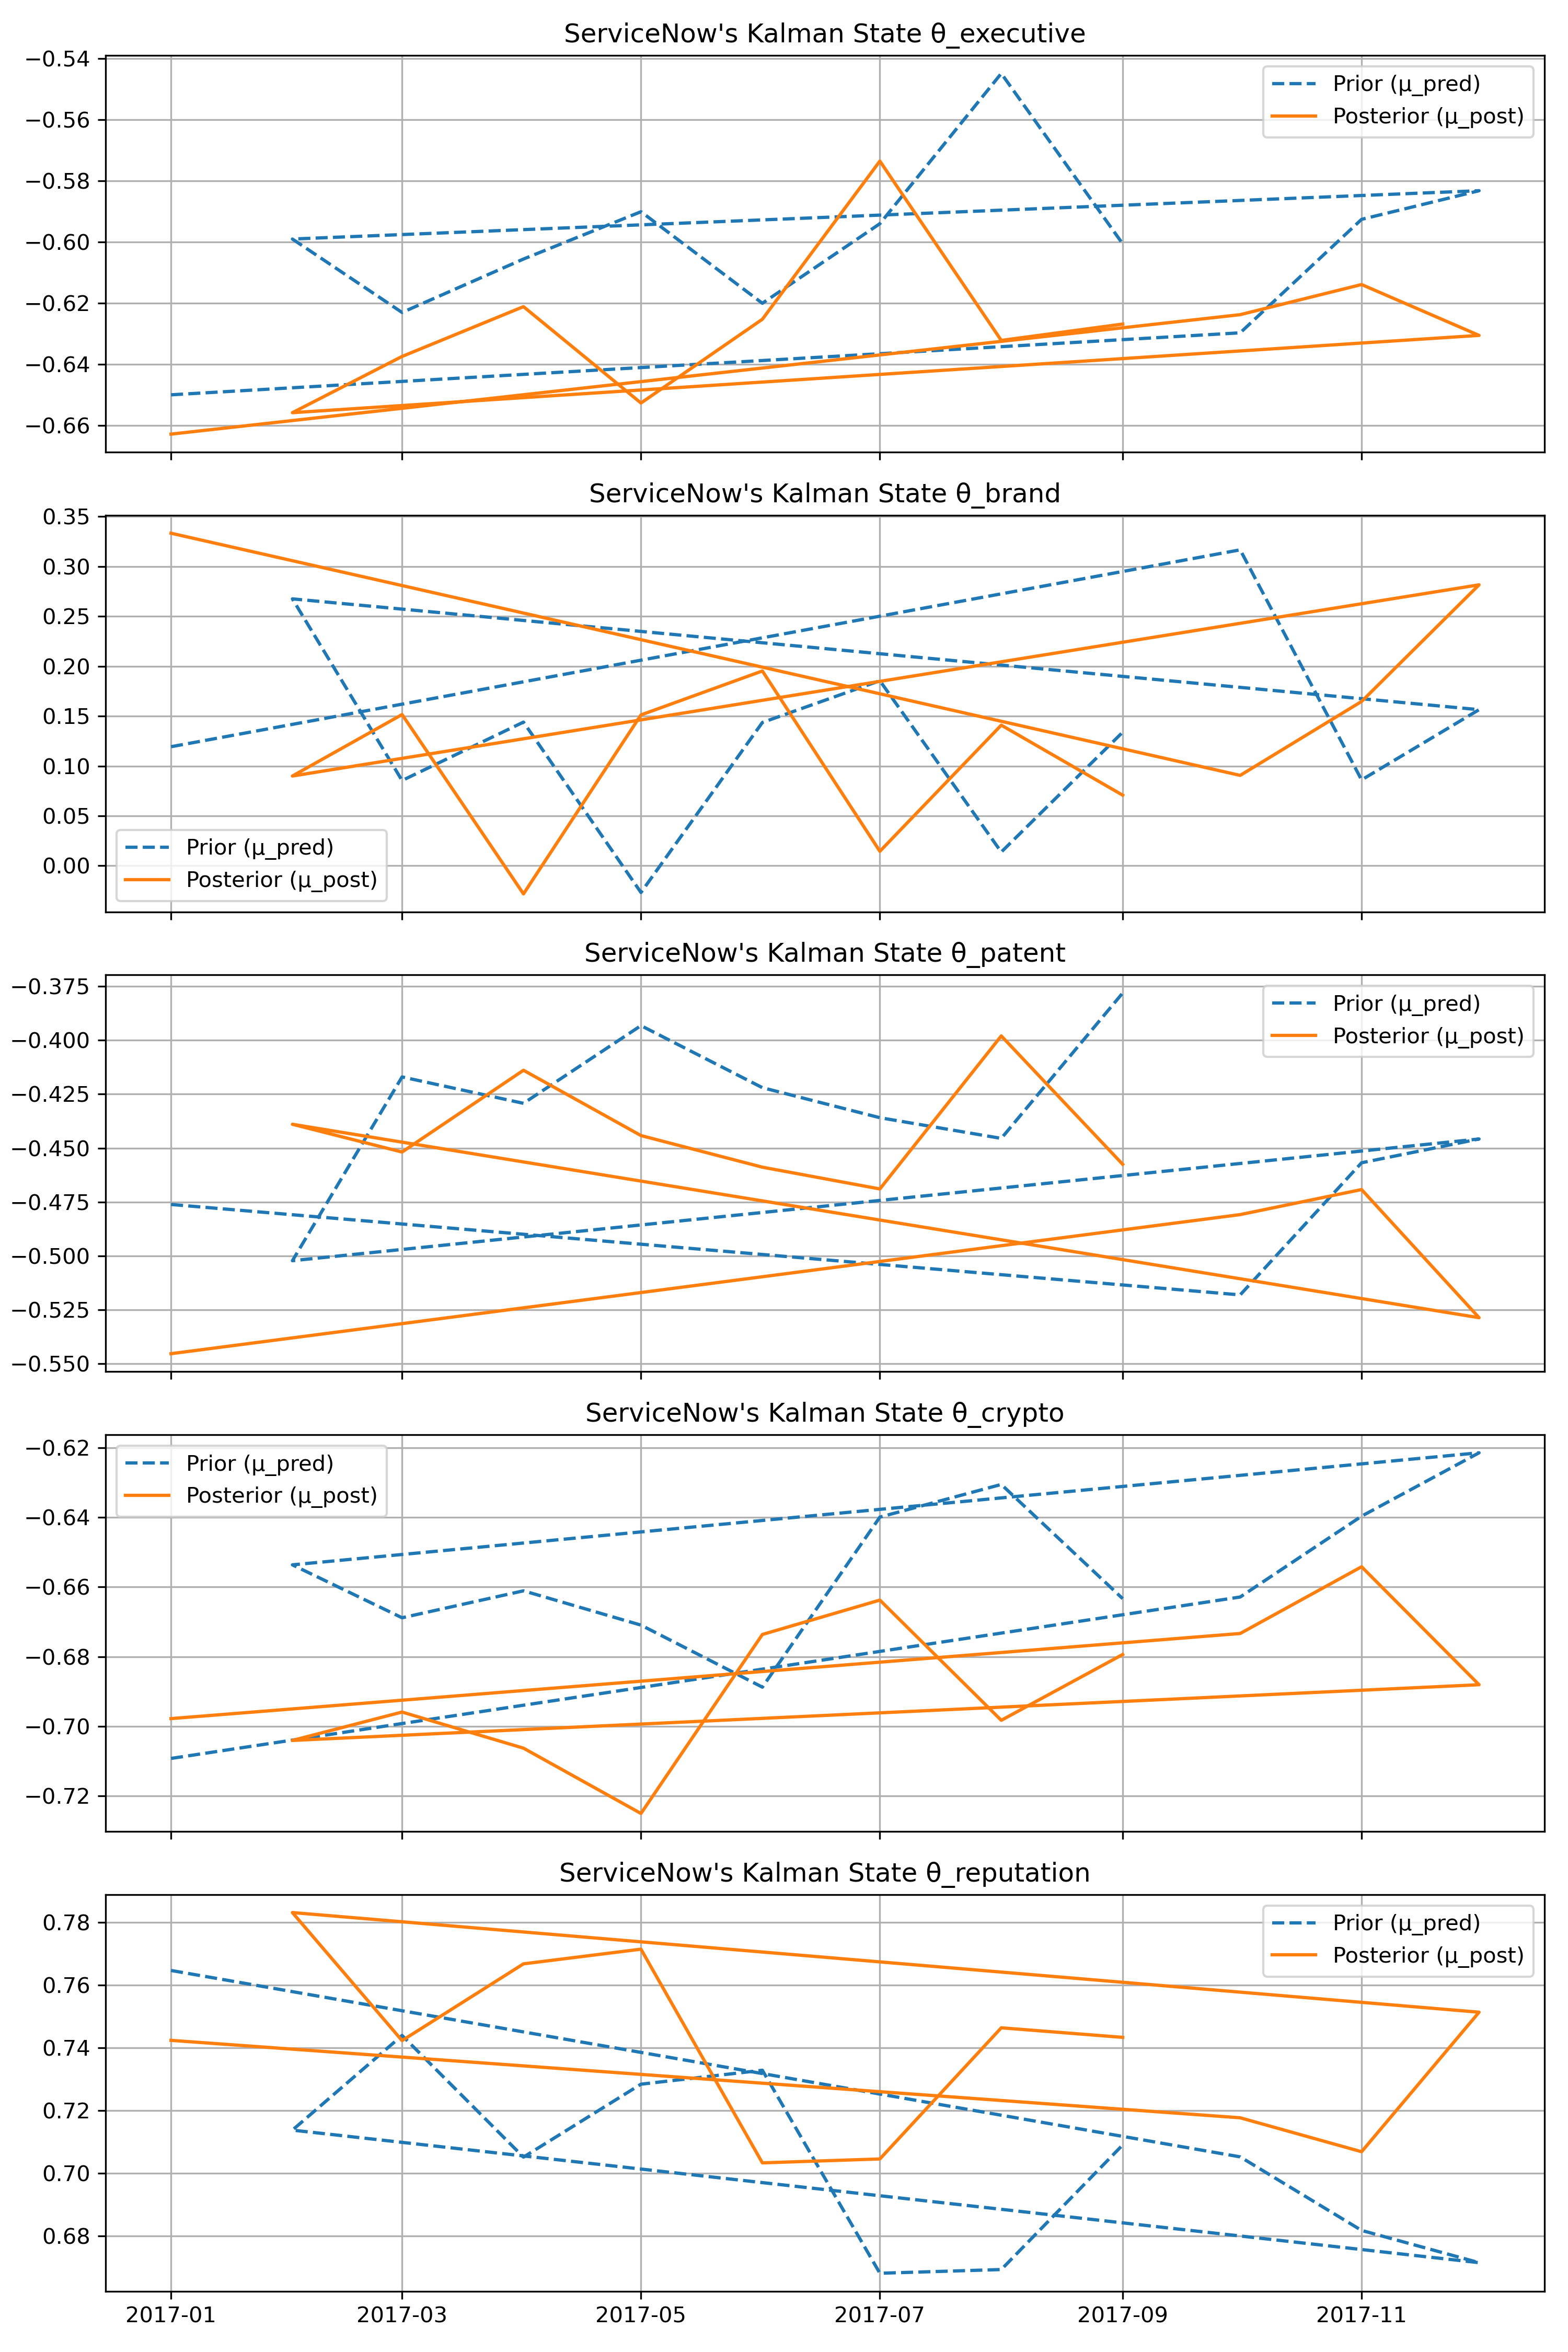 ServiceNow's Kalman State θ_executive
−0.54
−0.56
−0.58
−0.60
−0.62
−0.64
−0.66
Prior (μ_pred)
Posterior (μ_post)
ServiceNow's Kalman State θ_brand
0.35
0.30
0.25
0.20
0.15
0.10
0.05
0.00
Prior (μ_pred)
Posterior (μ_post)
ServiceNow's Kalman State θ_patent
−0.375
−0.400
−0.425
−0.450
−0.475
−0.500
−0.525
−0.550
Prior (μ_pred)
Posterior (μ_post)
ServiceNow's Kalman State θ_crypto
−0.62
−0.64
−0.66
−0.68
−0.70
−0.72
Prior (μ_pred)
Posterior (μ_post)
ServiceNow's Kalman State θ_reputation
0.78
0.76
0.74
0.72
0.70
0.68
Prior (μ_pred)
Posterior (μ_post)
2017-01 2017-03 2017-05 2017-07 2017-09 2017-11